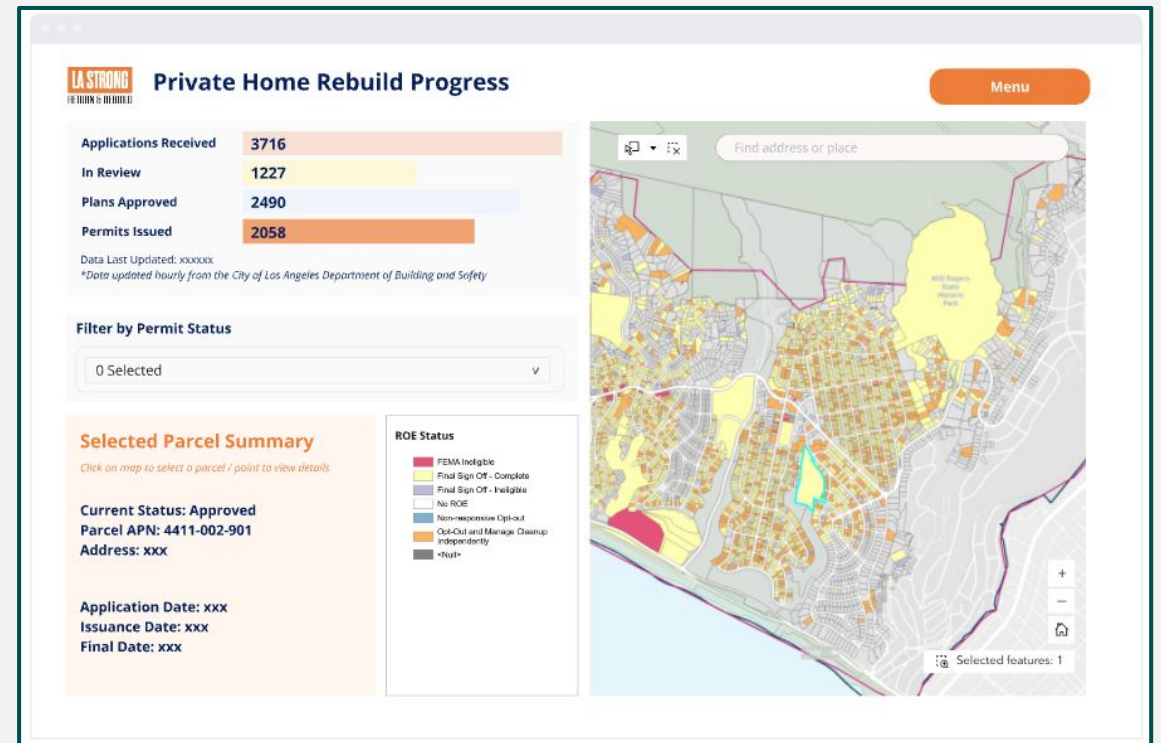 LA STRONG
RETURN & REBUILD
Private Home Rebuild Progress
Menu
Applications Received 3716
In Review 1227
Plans Approved 2490
Permits Issued 2058
Data Last Updated: xxxxxx
*Data updated hourly from the City of Los Angeles Department of Building and Safety
Filter by Permit Status
0 Selected v
Selected Parcel Summary
Click on map to select a parcel / point to view details
Current Status: Approved
Parcel APN: 4411-002-901
Address: xxx
Application Date: xxx
Issuance Date: xxx
Final Date: xxx
ROE Status
FEMA Ineligible
Final Sign Off - Complete
Final Sign Off - Ineligible
No ROE
Non-responsive Opt-out
Opt-Out and Manage Cleanup
Independently
<Null>
Find address or place
Will Rogers
State
Historic
Park
+
−
Selected features: 1